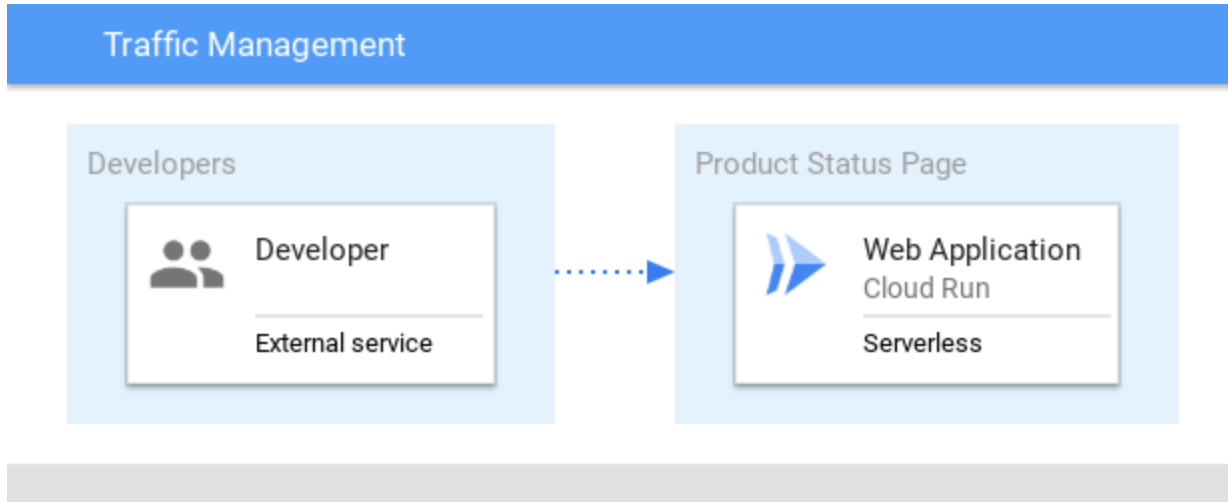 Traffic Management
Developers
Developer
External service
Product Status Page
Web Application
Cloud Run
Serverless